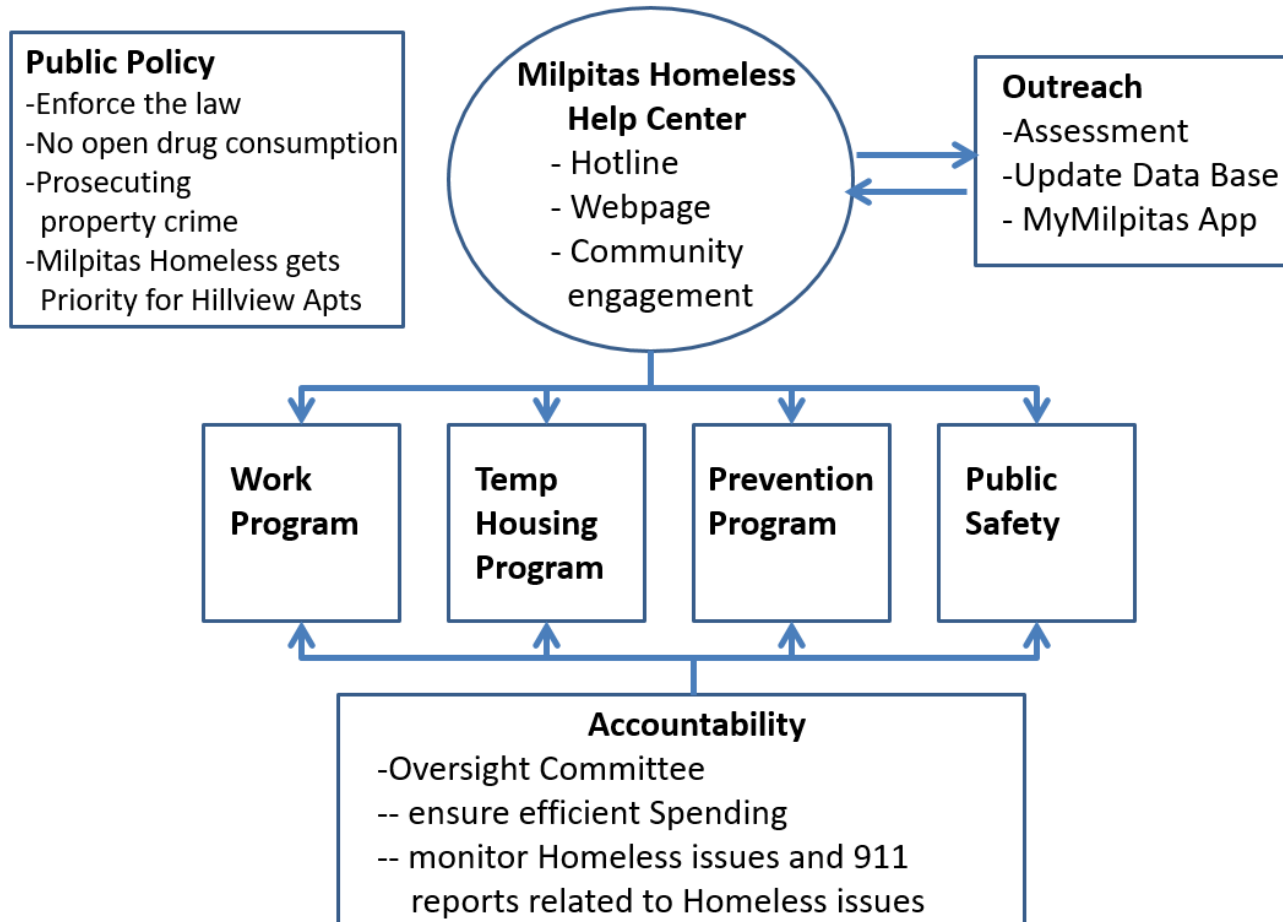 Public Policy
-Enforce the law
-No open drug consumption
-Prosecuting
property crime
-Milpitas Homeless gets
Priority for Hillview Apts
Milpitas Homeless
Help Center
- Hotline
- Webpage
- Community
engagement
Outreach
-Assessment
-Update Data Base
- MyMilpitas App
Work
Program
Temp
Housing
Program
Prevention
Program
Public
Safety
Accountability
-Oversight Committee
-- ensure efficient Spending
-- monitor Homeless issues and 911
reports related to Homeless issues